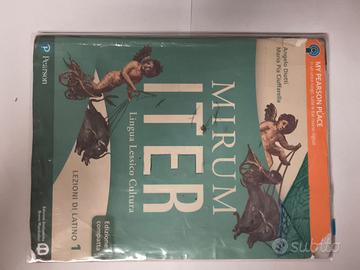 Angelo Diotti
Maria Pia Ciuffarella
MIRUM
ITER
Lingua Lessico Cultura
LEZIONI DI LATINO 1
Edizione
compatta
Pearson
MY PEARSON PLACE
subito